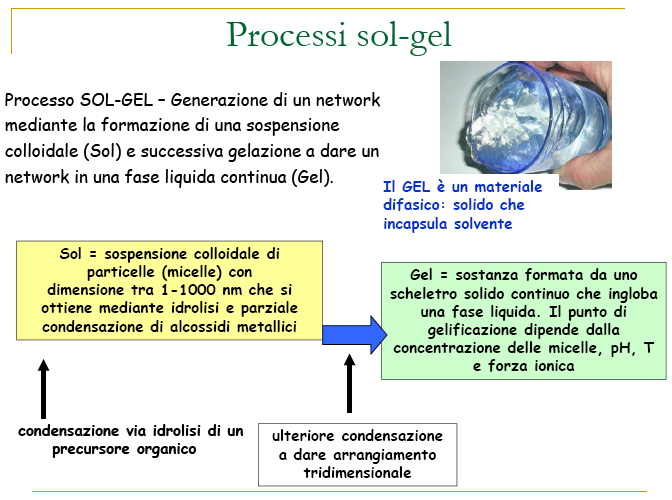 Processi sol-gel
Processo SOL-GEL – Generazione di un network
mediante la formazione di una sospensione
colloidale (Sol) e successiva gelazione a dare un
network in una fase liquida continua (Gel).
Il GEL è un materiale
difasico: solido che
incapsula solvente
Sol = sospensione colloidale di
particelle (micelle) con
dimensione tra 1-1000 nm che si
ottiene mediante idrolisi e parziale
condensazione di alcossidi metallici
Gel = sostanza formata da uno
scheletro solido continuo che ingloba
una fase liquida. Il punto di
gelificazione dipende dalla
concentrazione delle micelle, pH, T
e forza ionica
condensazione via idrolisi di un
precursore organico
ulteriore condensazione
a dare arrangiamento
tridimensionale